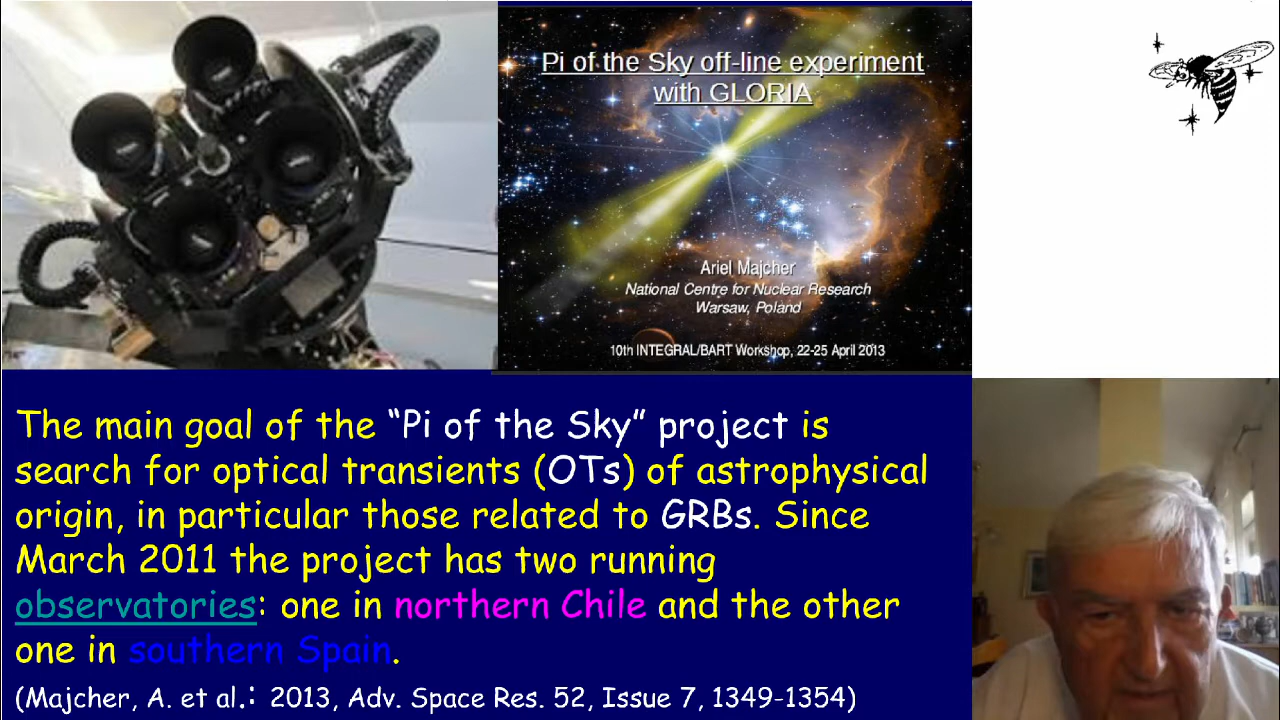 Pi of the Sky off-line experiment
with GLORIA
Ariel Majcher
National Centre for Nuclear Research
Warsaw, Poland
10th INTEGRAL/BART Workshop, 22-25 April 2013
The main goal of the “Pi of the Sky” project is
search for optical transients (OTs) of astrophysical
origin, in particular those related to GRBs. Since
March 2011 the project has two running
observatories: one in northern Chile and the other
one in southern Spain.
(Majcher, A. et al.: 2013, Adv. Space Res. 52, Issue 7, 1349-1354)